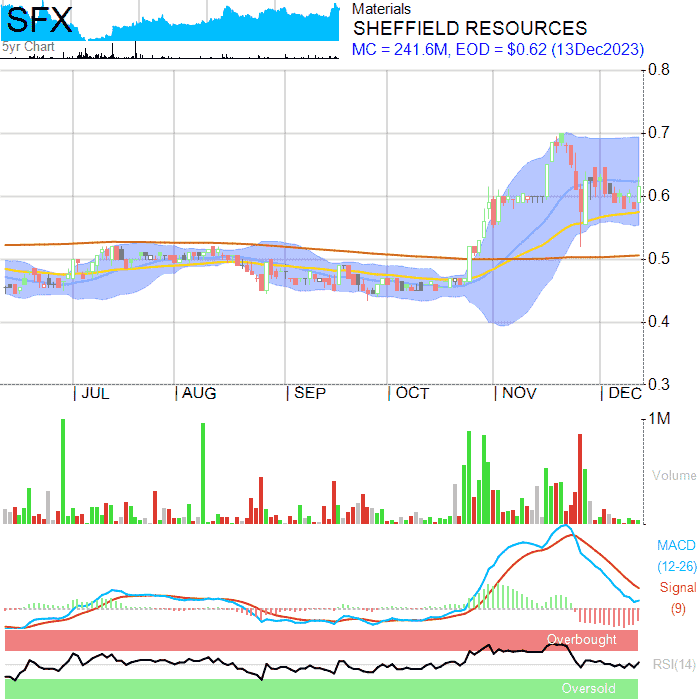 SFX
5yr Chart
Materials
SHEFFIELD RESOURCES
MC = 241.6M, EOD = $0.62 (13Dec2023)
0.8
0.7
0.6
0.5
0.4
0.3
JUL AUG SEP OCT NOV DEC
1M
Volume
MACD
(12-26)
Signal
(9)
Overbought
RSI(14)
Oversold